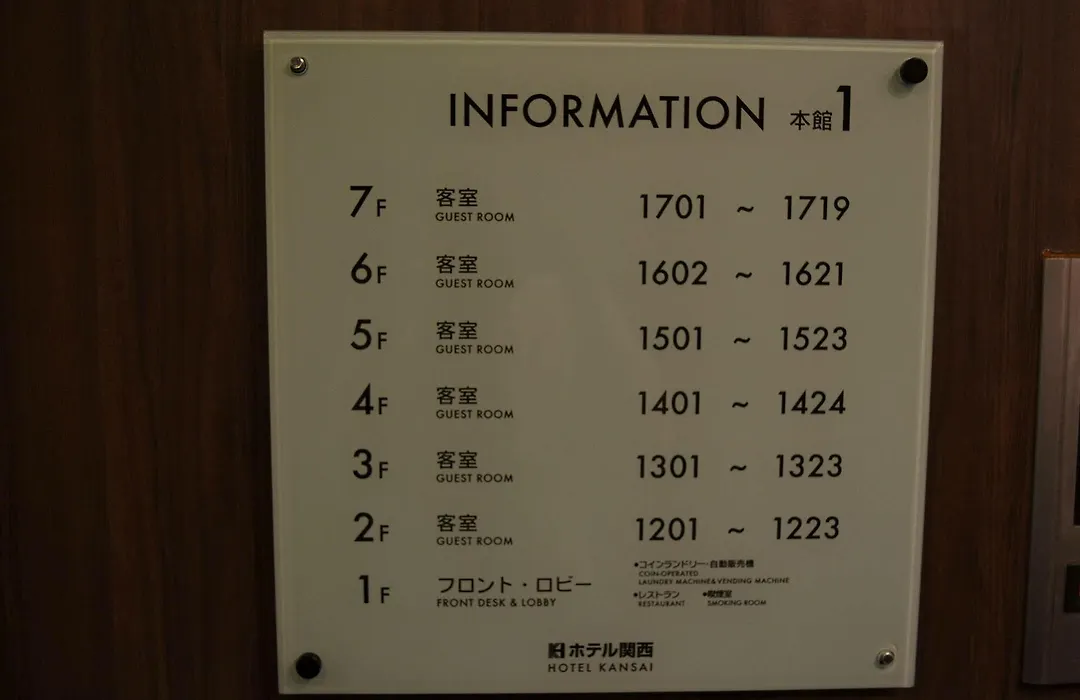 INFORMATION 本館1
7F 客室 1701 ~ 1719
GUEST ROOM
6F 客室 1602 ~ 1621
GUEST ROOM
5F 客室 1501 ~ 1523
GUEST ROOM
4F 客室 1401 ~ 1424
GUEST ROOM
3F 客室 1301 ~ 1323
GUEST ROOM
2F 客室 1201 ~ 1223
GUEST ROOM
1F フロント・ロビー
FRONT DESK & LOBBY
•コインランドリー・自動販売機
COIN-OPERATED
LAUNDRY MACHINE&VENDING MACHINE
•レストラン •喫煙室
RESTAURANT SMOKING ROOM
ホテル関西
HOTEL KANSAI